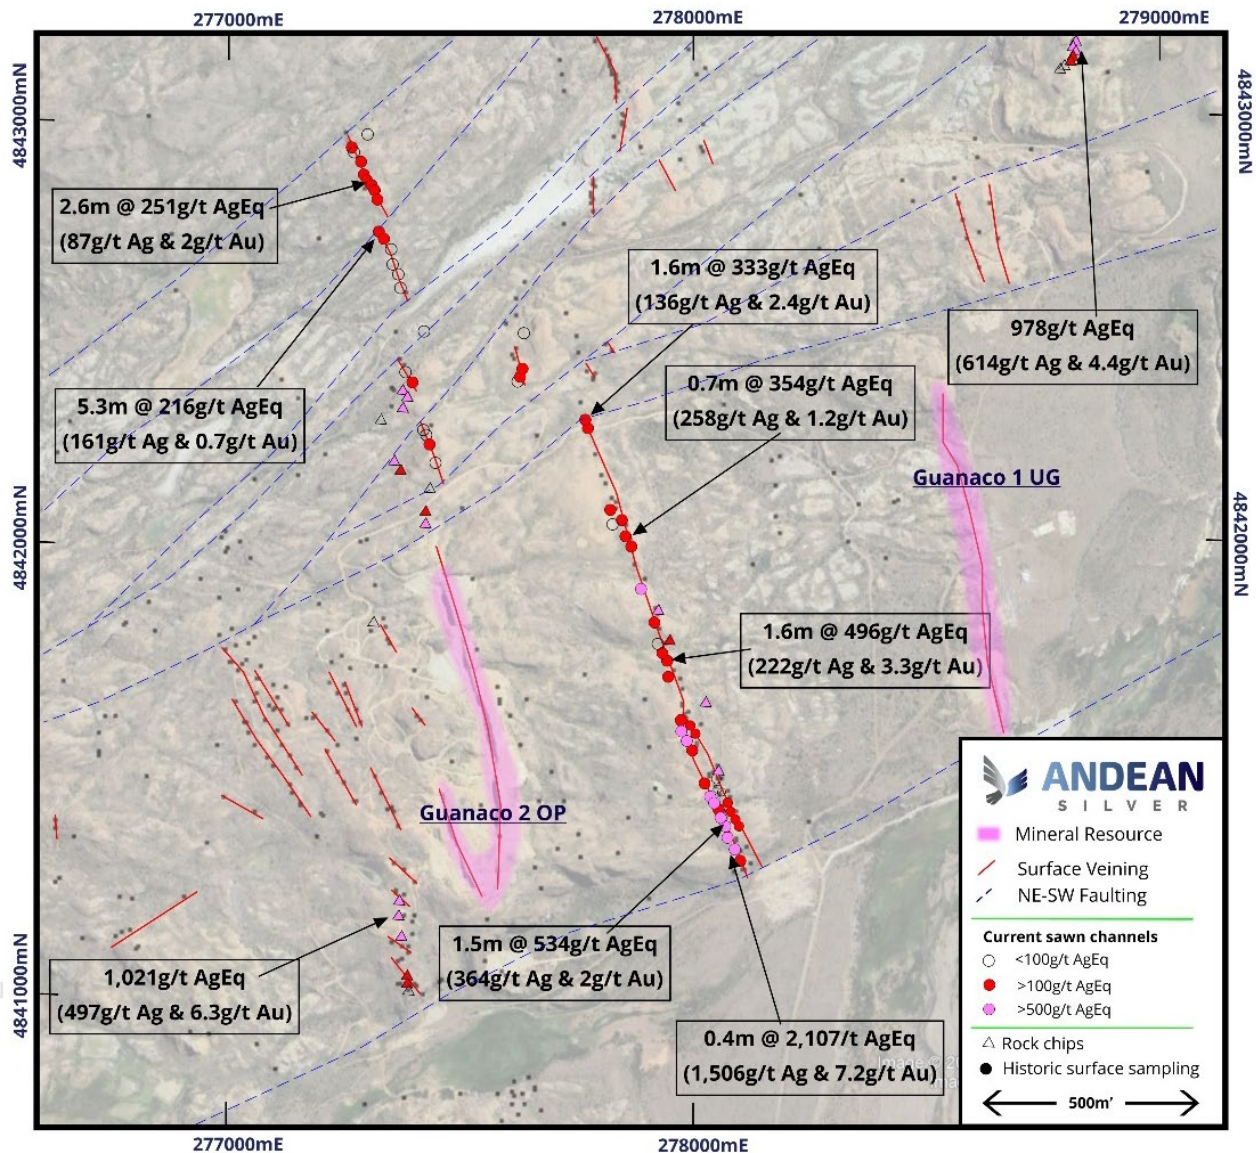 277000mE
278000mE
279000mE
4843000mN
4843000mN
2.6m @ 251g/t AgEq
(87g/t Ag & 2g/t Au)
1.6m @ 333g/t AgEq
(136g/t Ag & 2.4g/t Au)
978g/t AgEq
(614g/t Ag & 4.4g/t Au)
5.3m @ 216g/t AgEq
(161g/t Ag & 0.7g/t Au)
0.7m @ 354g/t AgEq
(258g/t Ag & 1.2g/t Au)
Guanaco 1 UG
4842000mN
4842000mN
1.6m @ 496g/t AgEq
(222g/t Ag & 3.3g/t Au)
Guanaco 2 OP
1.5m @ 534g/t AgEq
(364g/t Ag & 2g/t Au)
1,021g/t AgEq
(497g/t Ag & 6.3g/t Au)
4841000mN
0.4m @ 2,107/t AgEq
(1,506g/t Ag & 7.2g/t Au)
ANDEAN
SILVER
Mineral Resource
Surface Veining
NE-SW Faulting
Current sawn channels
<100g/t AgEq
>100g/t AgEq
>500g/t AgEq
Rock chips
Historic surface sampling
500m'
277000mE
278000mE